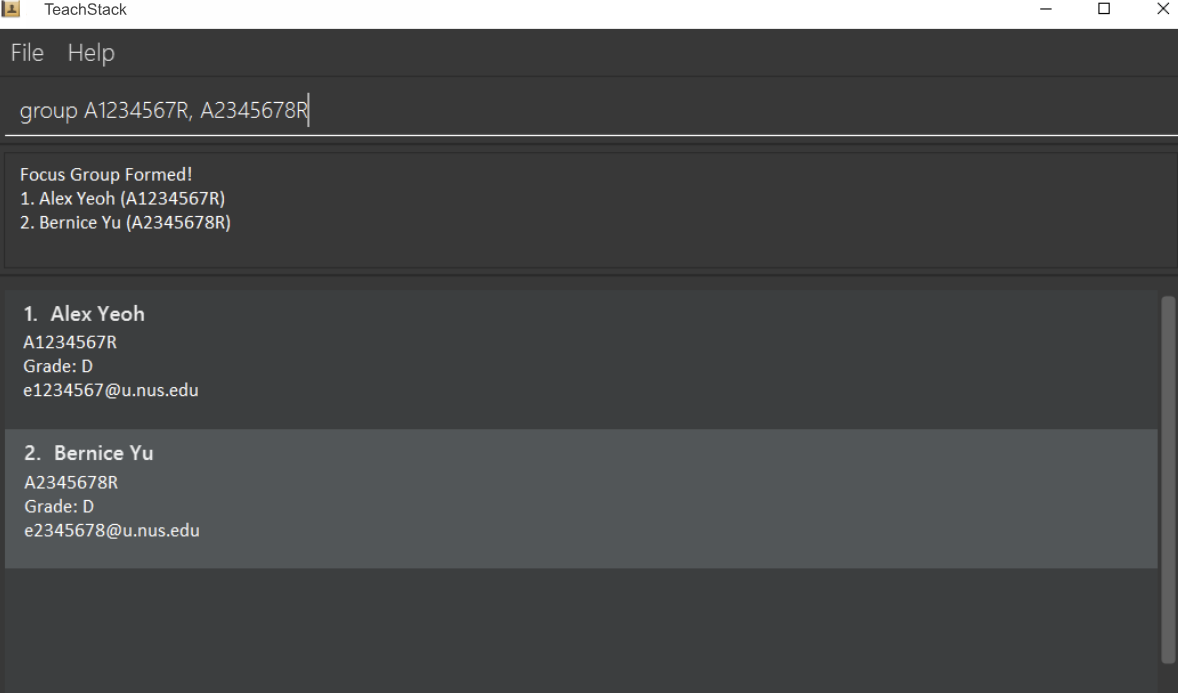 TeachStack
File Help
group A1234567R, A2345678R
Focus Group Formed!
1. Alex Yeoh (A1234567R)
2. Bernice Yu (A2345678R)
1. Alex Yeoh
A1234567R
Grade: D
e1234567@u.nus.edu
2. Bernice Yu
A2345678R
Grade: D
e2345678@u.nus.edu